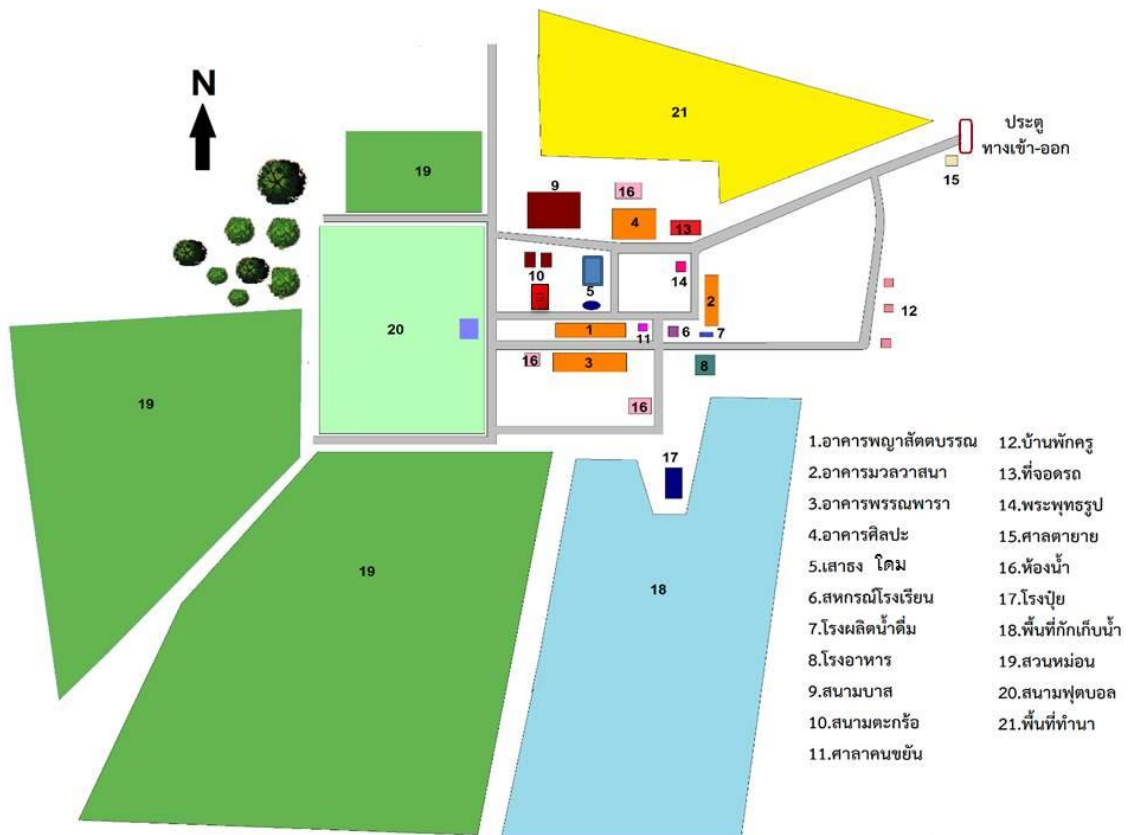 N
21
ประตู
ทางเข้า-ออก
15
19
9
16
4
13
10
5
14
2
12
20
1
11
6
7
16
3
8
19
16
17
19
18
1.อาคารพญาสัตตบรรณ
2.อาคารมวลวาสนา
3.อาคารพรรณพารา
4.อาคารศิลปะ
5.เสาธง โดม
6.สหกรณ์โรงเรียน
7.โรงผลิตน้ำดื่ม
8.โรงอาหาร
9.สนามบาส
10.สนามตะกร้อ
11.ศาลาคนขยัน
12.บ้านพักครู
13.ที่จอดรถ
14.พระพุทธรูป
15.ศาลตายาย
16.ห้องน้ำ
17.โรงปุ๋ย
18.พื้นที่กักเก็บน้ำ
19.สวนหม่อน
20.สนามฟุตบอล
21.พื้นที่ทำนา